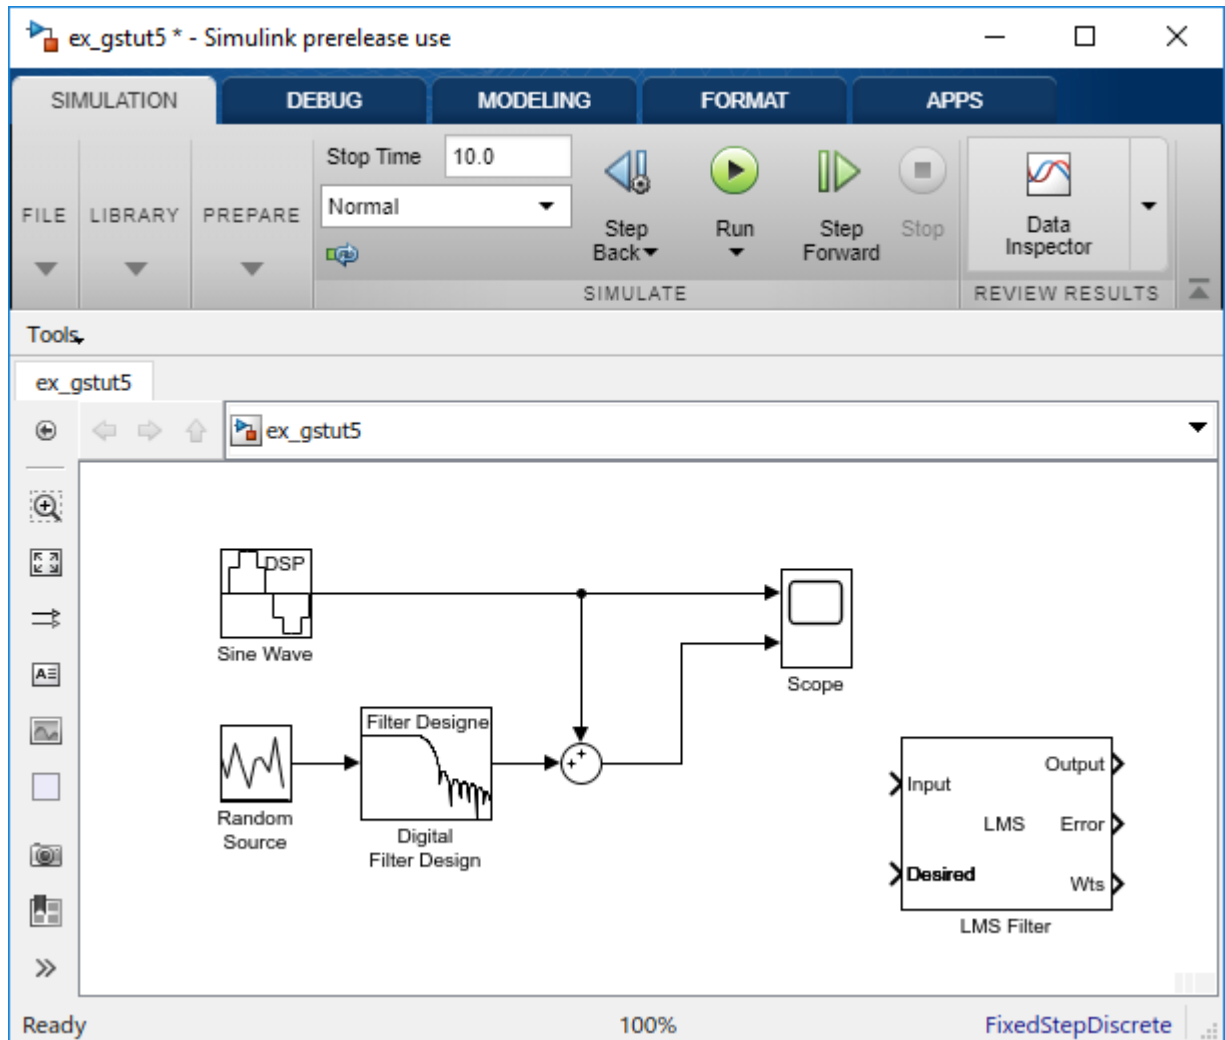 ex_gstut5 * - Simulink prerelease use
SIMULATION DEBUG MODELING FORMAT APPS
FILE LIBRARY PREPARE
Stop Time 10.0
Normal
Step Back
Run
Step Forward
Stop
Data Inspector
SIMULATE REVIEW RESULTS
Tools
ex_gstut5
ex_gstut5
DSP
Sine Wave
Scope
Filter Designe
Random
Source
Digital
Filter Design
Input
Desired
LMS
Output
Error
Wts
LMS Filter
Ready 100% FixedStepDiscrete